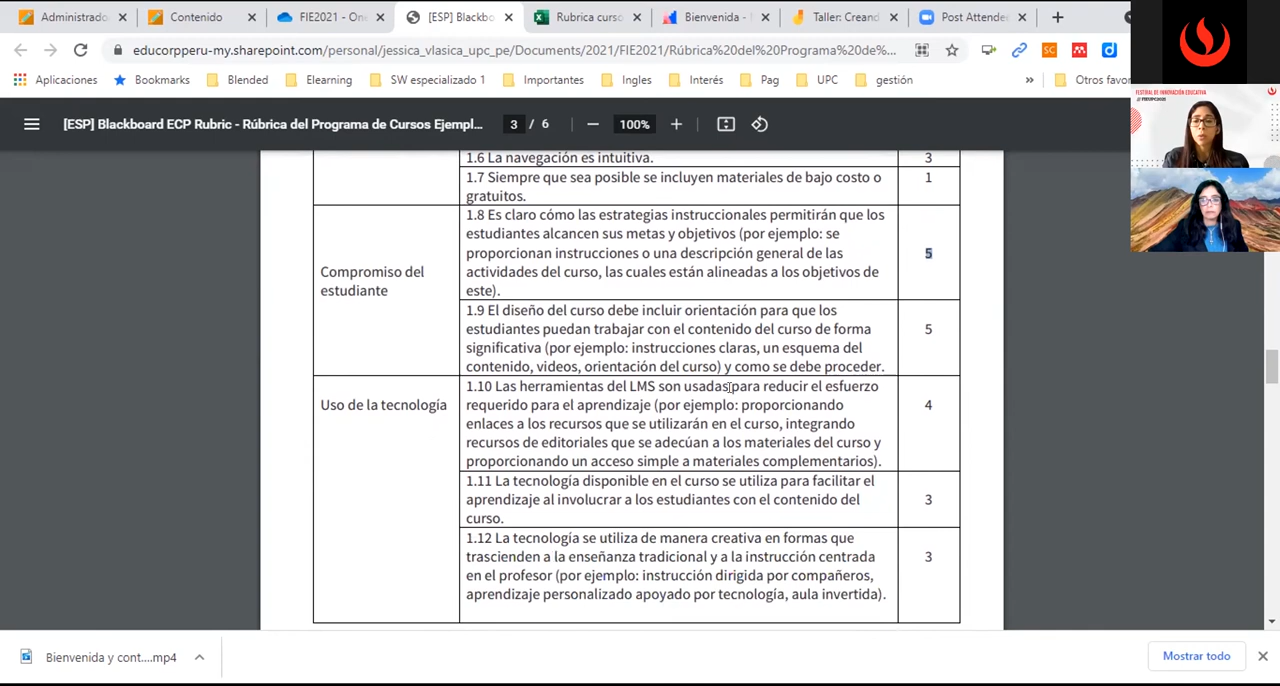 Administrado
Contenido
FIE2021 - One
[ESP] Blackbo
Rubrica curso
Bienvenida -
Taller: Creand
Post Attende
educorpperu-my.sharepoint.com/personal/jessica_vlasica_upc_pe/Documents/2021/FIE2021/Rúbrica%20del%20Programa%20de%...
SC
Aplicaciones
Bookmarks
Blended
Elearning
SW especializado 1
Importantes
Ingles
Interés
Pag
UPC
gestión
»
Otros favor
[ESP] Blackboard ECP Rubric - Rúbrica del Programa de Cursos Ejempl...
3 / 6
100%
FESTIVAL DE INNOVACIÓN EDUCATIVA
1.6 La navegación es intuitiva.
3
1.7 Siempre que sea posible se incluyen materiales de bajo costo o
gratuitos.
1
Compromiso del
estudiante
1.8 Es claro cómo las estrategias instruccionales permitirán que los
estudiantes alcancen sus metas y objetivos (por ejemplo: se
proporcionan instrucciones o una descripción general de las
actividades del curso, las cuales están alineadas a los objetivos de
este).
5
1.9 El diseño del curso debe incluir orientación para que los
estudiantes puedan trabajar con el contenido del curso de forma
significativa (por ejemplo: instrucciones claras, un esquema del
contenido, videos, orientación del curso) y como se debe proceder.
5
Uso de la tecnología
1.10 Las herramientas del LMS son usadas para reducir el esfuerzo
requerido para el aprendizaje (por ejemplo: proporcionando
enlaces a los recursos que se utilizarán en el curso, integrando
recursos de editoriales que se adecúan a los materiales del curso y
proporcionando un acceso simple a materiales complementarios).
4
1.11 La tecnología disponible en el curso se utiliza para facilitar el
aprendizaje al involucrar a los estudiantes con el contenido del
curso.
3
1.12 La tecnología se utiliza de manera creativa en formas que
trascienden a la enseñanza tradicional y a la instrucción centrada
en el profesor (por ejemplo: instrucción dirigida por compañeros,
aprendizaje personalizado apoyado por tecnología, aula invertida).
3
Bienvenida y cont....mp4
Mostrar todo